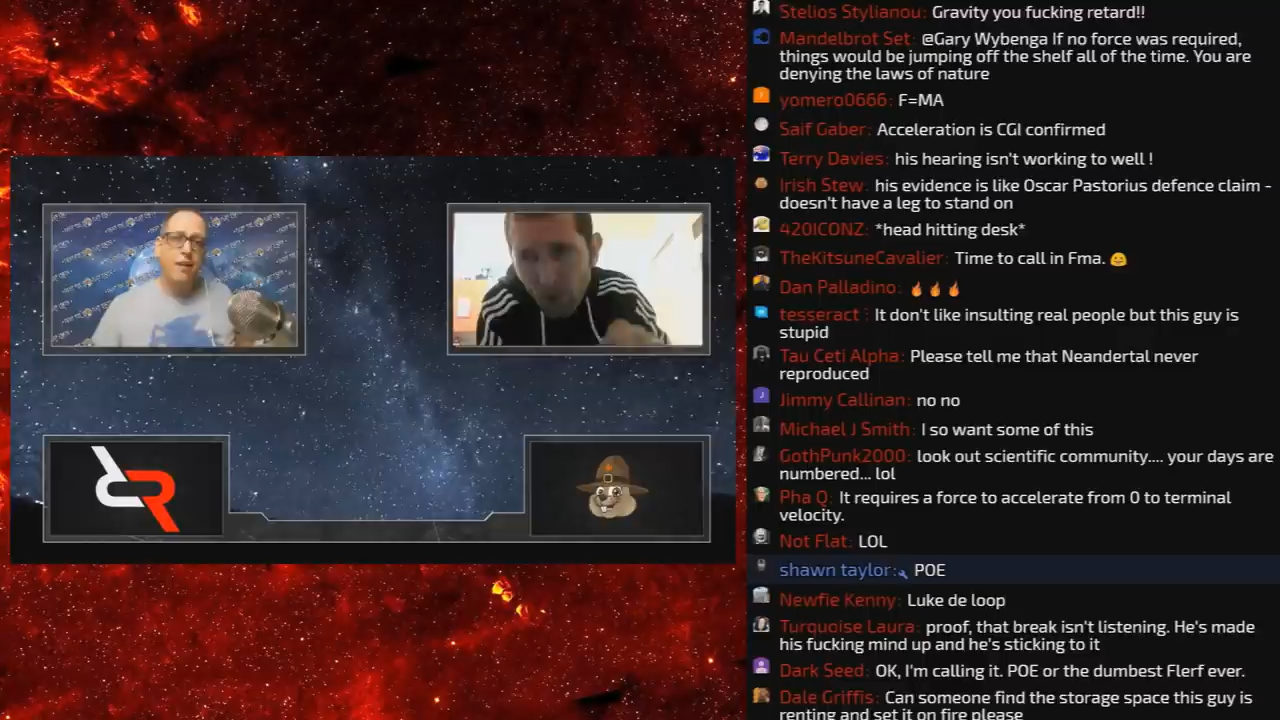 Stelios Stylianou: Gravity you fucking retard!!
Mandelbrot Set: @Gary Wybenga If no force was required,
things would be jumping off the shelf all of the time. You are
denying the laws of nature
yomero0666: F=MA
Saif Gaber: Acceleration is CGI confirmed
Terry Davies: his hearing isn't working to well !
Irish Stew: his evidence is like Oscar Pastorius defence claim -
doesn't have a leg to stand on
420ICONZ: *head hitting desk*
TheKitsuneCavalier: Time to call in Fma. 🤗
Dan Palladino: 🔥🔥🔥
tesseract : It don't like insulting real people but this guy is
stupid
Tau Ceti Alpha: Please tell me that Neandertal never
reproduced
Jimmy Callinan: no no
Michael J Smith: I so want some of this
GothPunk2000: look out scientific community.... your days are
numbered... lol
Pha Q: It requires a force to accelerate from 0 to terminal
velocity.
Not Flat: LOL
shawn taylor: POE
Newfie Kenny: Luke de loop
Turquoise Laura: proof, that break isn't listening. He's made
his fucking mind up and he's sticking to it
Dark Seed: OK, I'm calling it. POE or the dumbest Flerf ever.
Dale Griffis: Can someone find the storage space this guy is
renting and set it on fire please